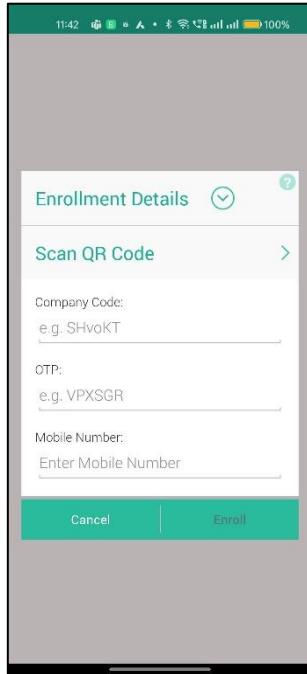 11:42 100%
Enrollment Details
?
Scan QR Code
Company Code:
e.g. SHvoKT
OTP:
e.g. VPXSGR
Mobile Number:
Enter Mobile Number
Cancel Enroll